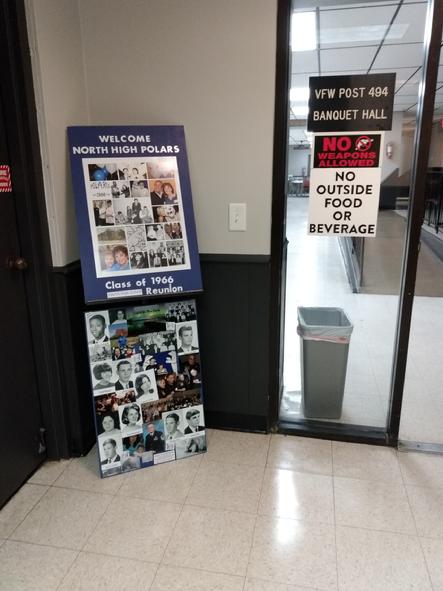 WELCOME
NORTH HIGH POLARS
Class of 1966
Reunion
VFW POST 494
BANQUET HALL
NO
WEAPONS
ALLOWED
NO
OUTSIDE
FOOD
OR
BEVERAGE